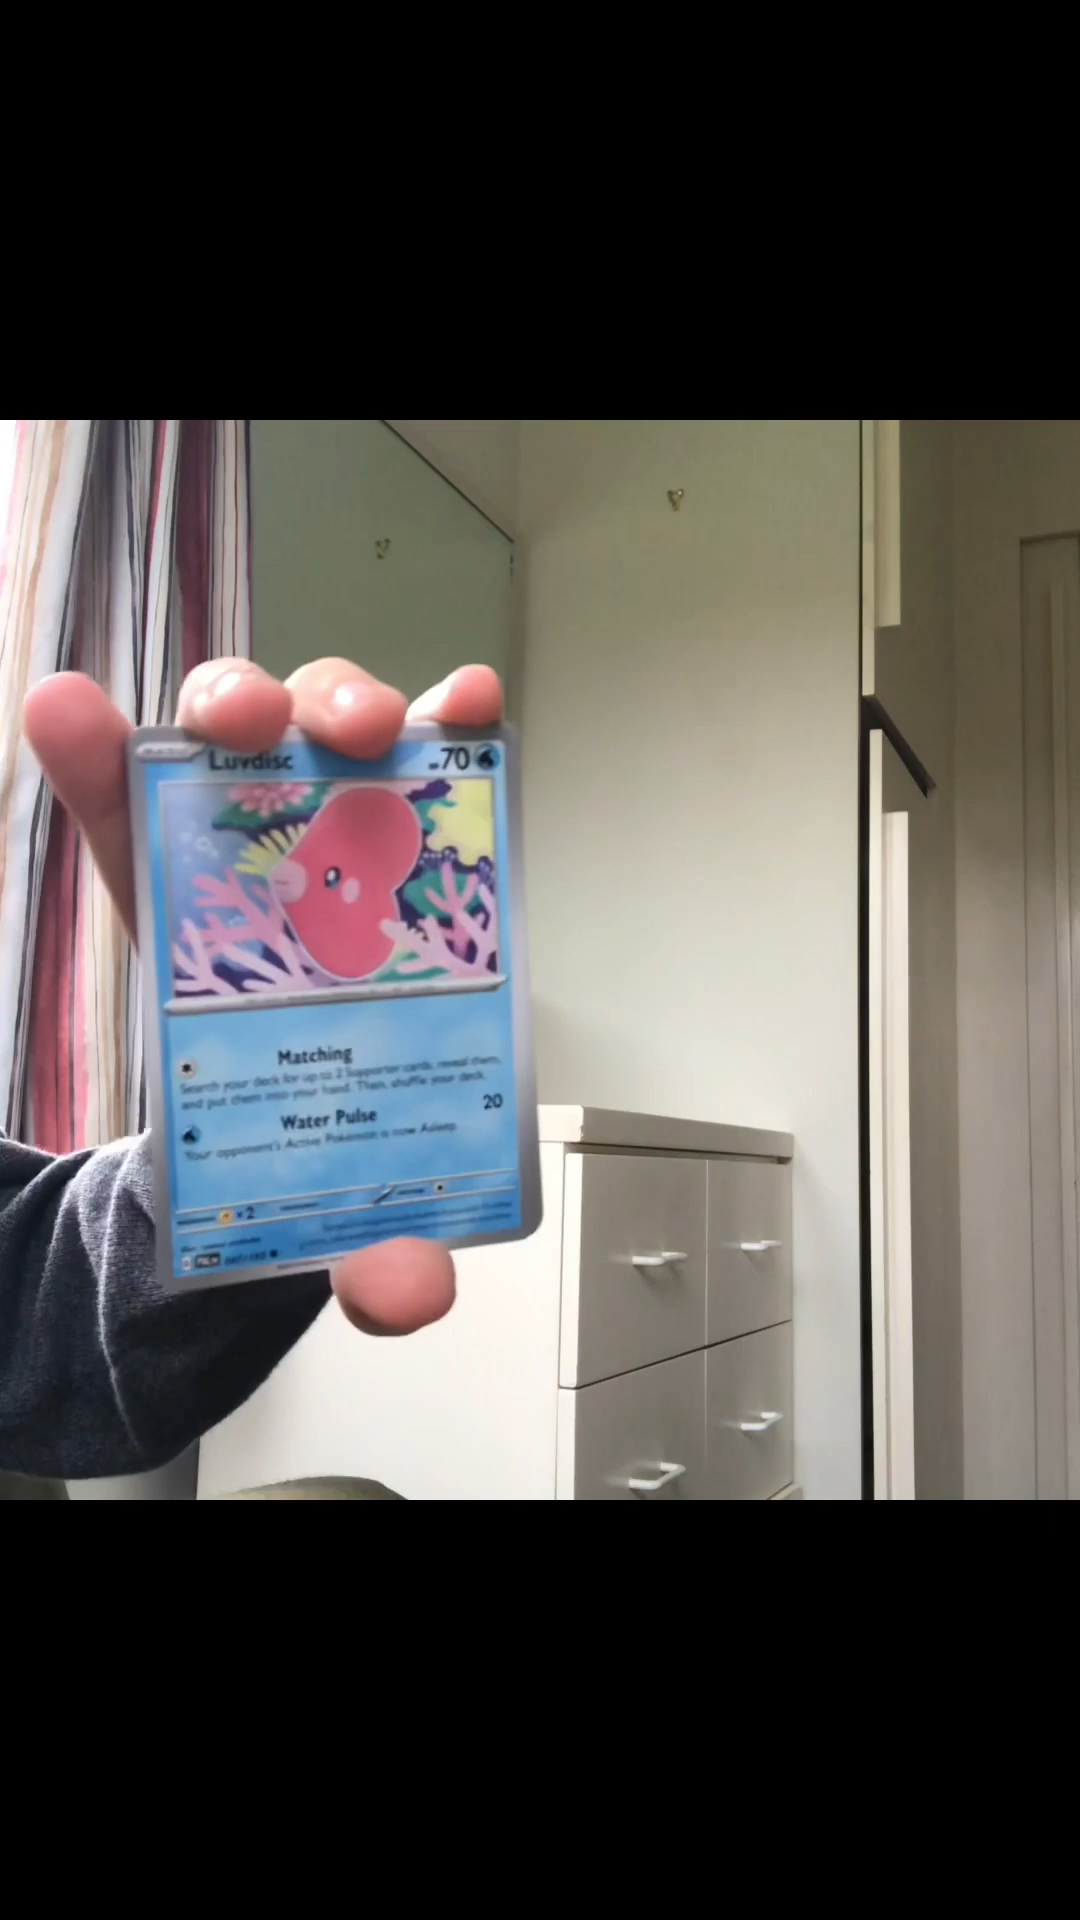 Luvdisc 70
Matching
Search your deck for up to 2 Supporter cards, reveal them,
and put them into your hand. Then, shuffle your deck.
Water Pulse 20
Your opponent's Active Pokémon is now Asleep.
×2